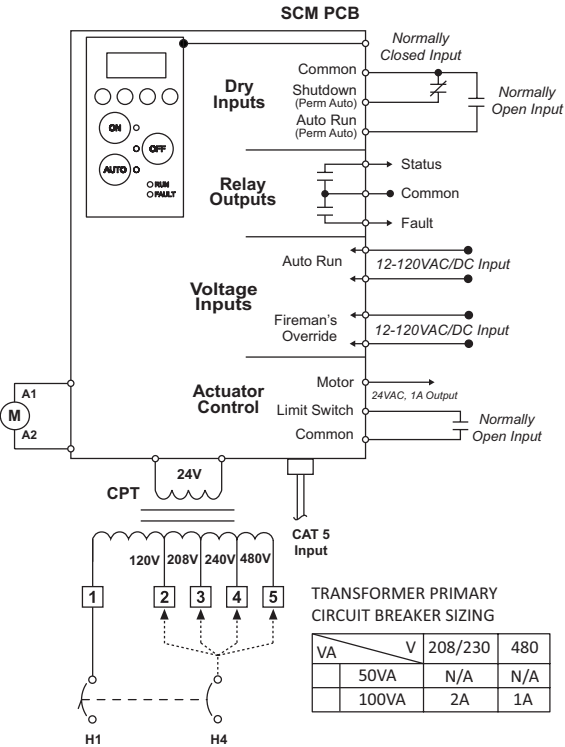 SCM PCB
Normally
Closed Input
Common
Dry
Inputs
Shutdown
(Perm Auto)
Auto Run
(Perm Auto)
Normally
Open Input
ON
OFF
AUTO
RUN
FAULT
Relay
Outputs
Status
Common
Fault
Voltage
Inputs
Auto Run
12-120VAC/DC Input
Fireman's
Override
12-120VAC/DC Input
Actuator
Control
Motor
24VAC, 1A Output
Limit Switch
Common
Normally
Open Input
A1
M
A2
24V
CPT
CAT 5
Input
120V 208V 240V 480V
1 2 3 4 5
H1 H4
TRANSFORMER PRIMARY
CIRCUIT BREAKER SIZING
VA V 208/230 480
50VA N/A N/A
100VA 2A 1A